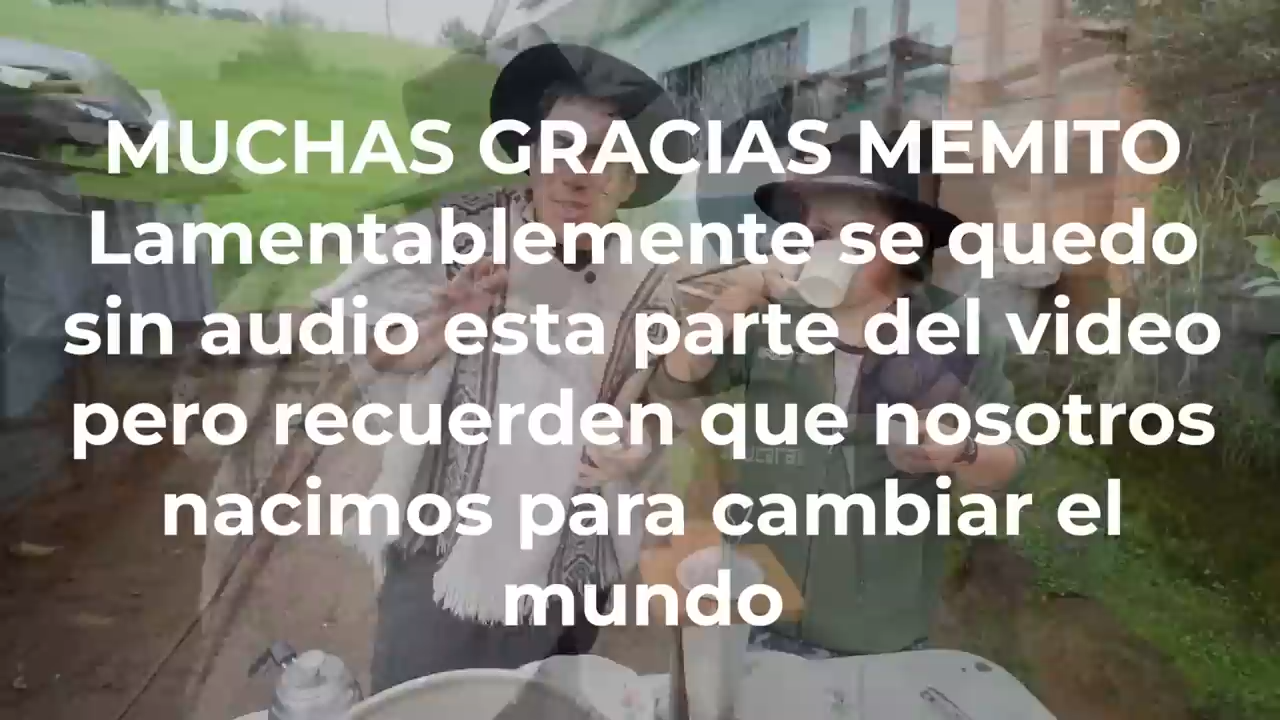 MUCHAS GRACIAS MEMITO
Lamentablemente se quedo
sin audio esta parte del video
pero recuerden que nosotros
nacimos para cambiar el
mundo